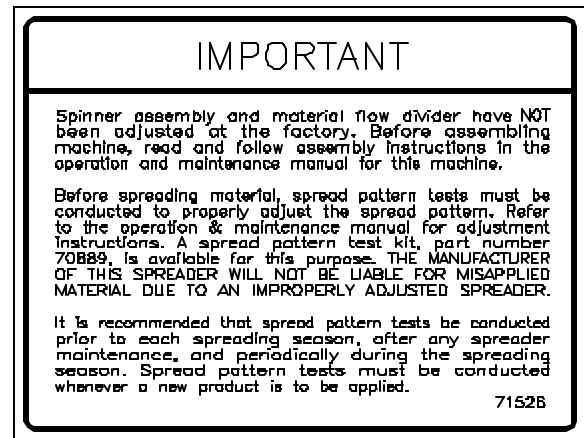 IMPORTANT
Spinner assembly and material flow divider have NOT
been adjusted at the factory. Before assembling
machine, read and follow assembly instructions in the
operation and maintenance manual for this machine.
Before spreading material, spread pattern tests must be
conducted to properly adjust the spread pattern. Refer
to the operation & maintenance manual for adjustment
instructions. A spread pattern test kit, part number
70889, is available for this purpose. THE MANUFACTURER
OF THIS SPREADER WILL NOT BE LIABLE FOR MISAPPLIED
MATERIAL DUE TO AN IMPROPERLY ADJUSTED SPREADER.
It is recommended that spread pattern tests be conducted
prior to each spreading season, after any spreader
maintenance, and periodically during the spreading
season. Spread pattern tests must be conducted
whenever a new product is to be applied.
71526